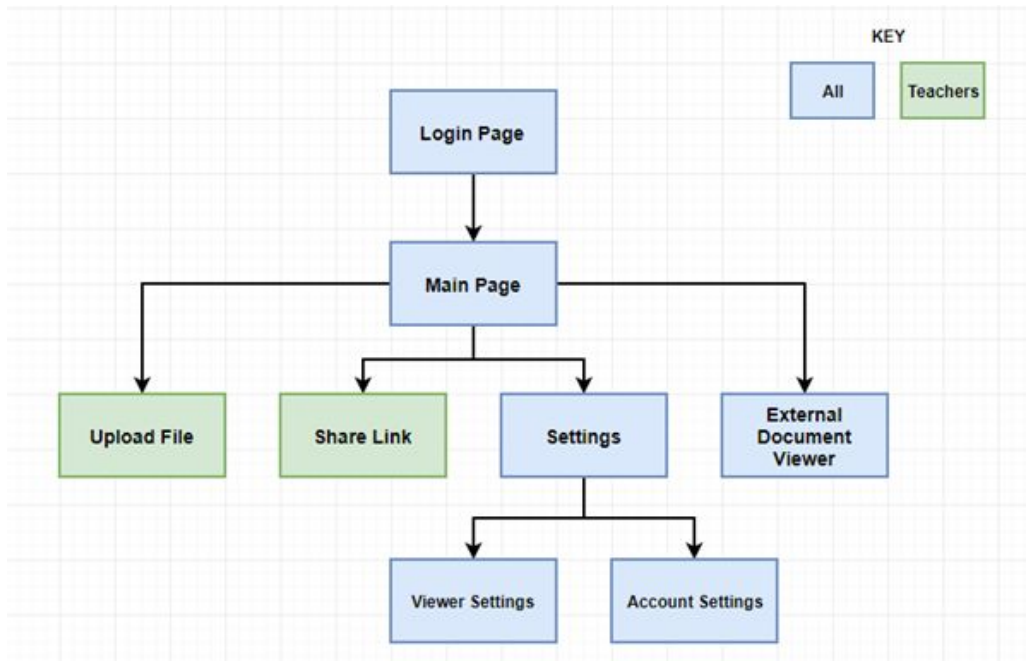 KEY
All
Teachers
Login Page
Main Page
Upload File
Share Link
Settings
External
Document
Viewer
Viewer Settings
Account Settings